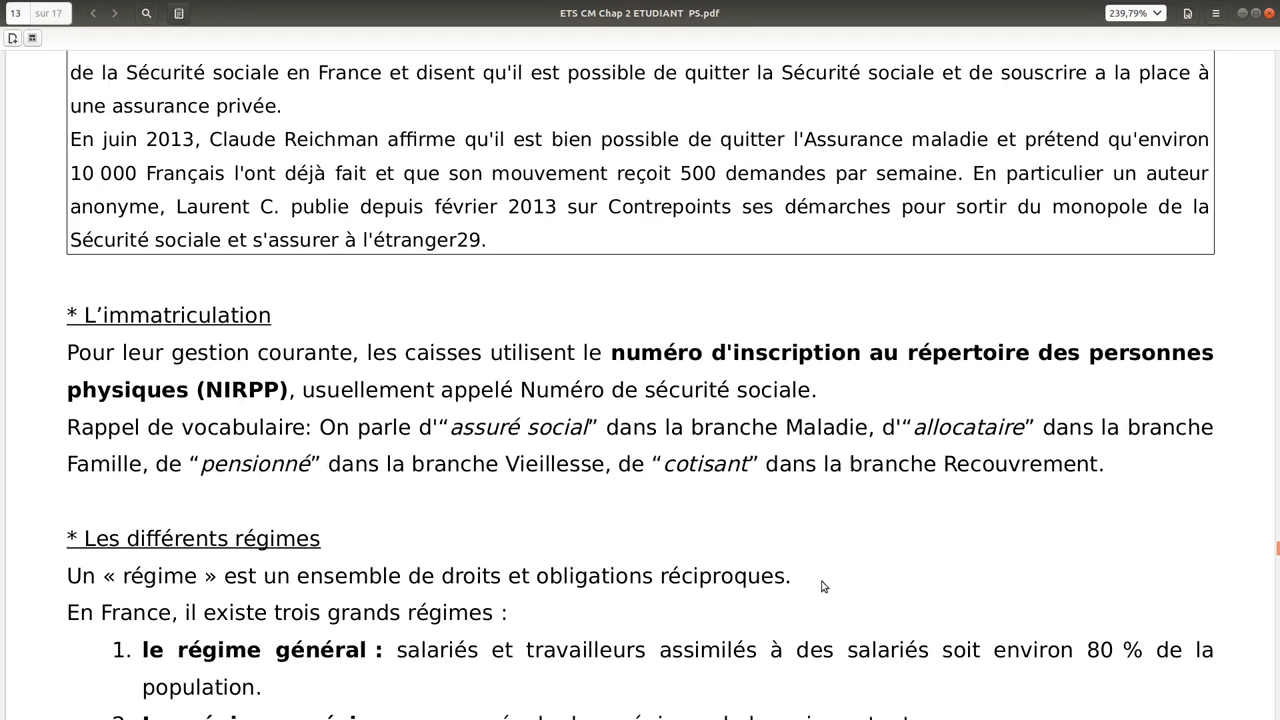 13 sur 17
ETS CM Chap 2 ETUDIANT PS.pdf
239,79%
de la Sécurité sociale en France et disent qu'il est possible de quitter la Sécurité sociale et de souscrire a la place à
une assurance privée.
En juin 2013, Claude Reichman affirme qu'il est bien possible de quitter l'Assurance maladie et prétend qu'environ
10 000 Français l'ont déjà fait et que son mouvement reçoit 500 demandes par semaine. En particulier un auteur
anonyme, Laurent C. publie depuis février 2013 sur Contrepoints ses démarches pour sortir du monopole de la
Sécurité sociale et s'assurer à l'étranger29.
* L’immatriculation
Pour leur gestion courante, les caisses utilisent le numéro d'inscription au répertoire des personnes
physiques (NIRPP), usuellement appelé Numéro de sécurité sociale.
Rappel de vocabulaire: On parle d'“assuré social” dans la branche Maladie, d'“allocataire” dans la branche
Famille, de “pensionné” dans la branche Vieillesse, de “cotisant” dans la branche Recouvrement.
* Les différents régimes
Un « régime » est un ensemble de droits et obligations réciproques.
En France, il existe trois grands régimes :
1. le régime général : salariés et travailleurs assimilés à des salariés soit environ 80 % de la
population.